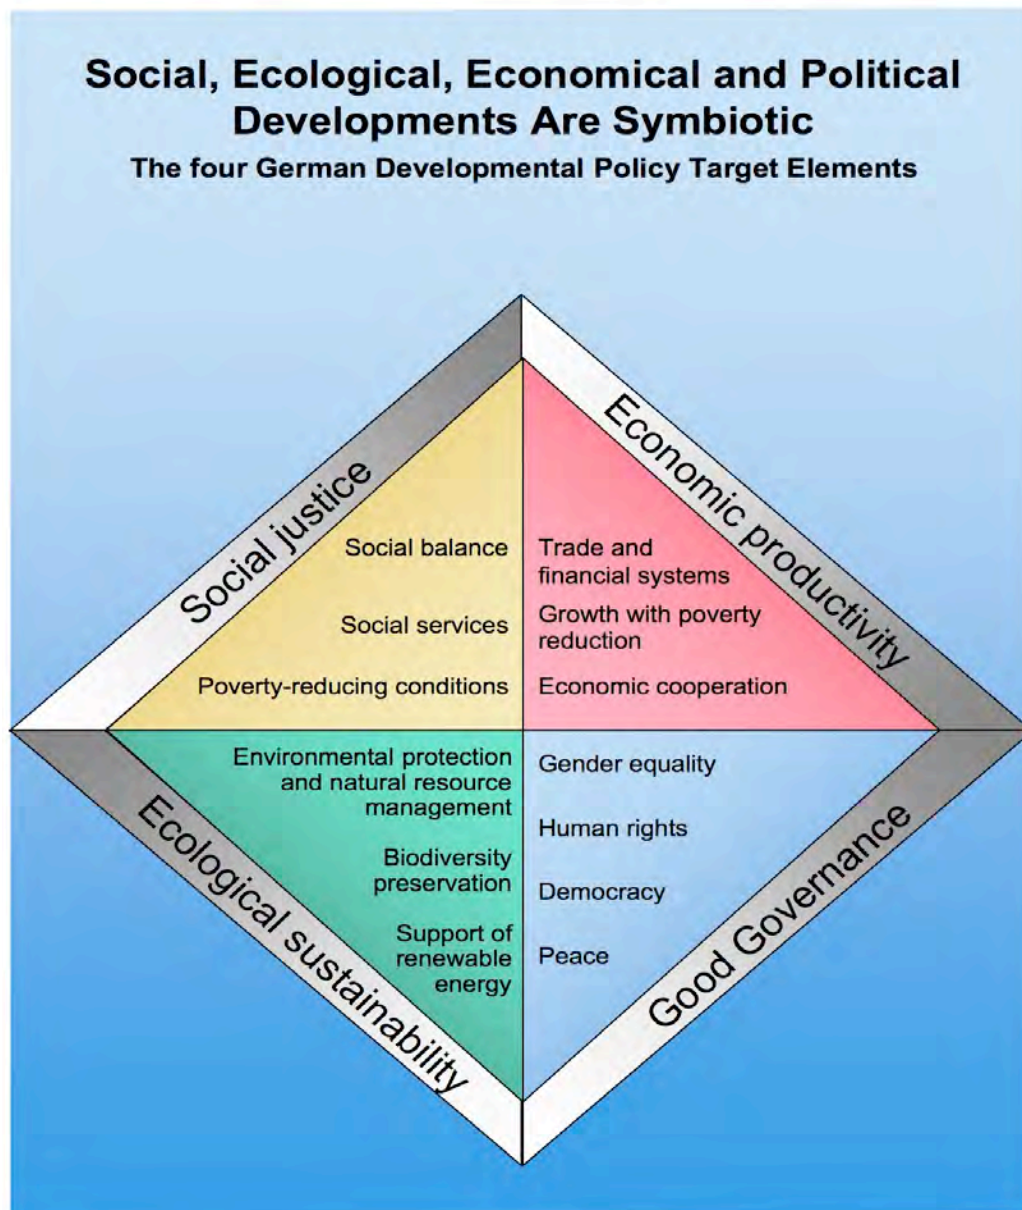 Social, Ecological, Economical and Political
Developments Are Symbiotic
The four German Developmental Policy Target Elements
Social justice
Economic productivity
Social balance
Social services
Poverty-reducing conditions
Trade and
financial systems
Growth with poverty
reduction
Economic cooperation
Ecological sustainability
Environmental protection
and natural resource
management
Biodiversity
preservation
Support of
renewable
energy
Gender equality
Human rights
Democracy
Peace
Good Governance